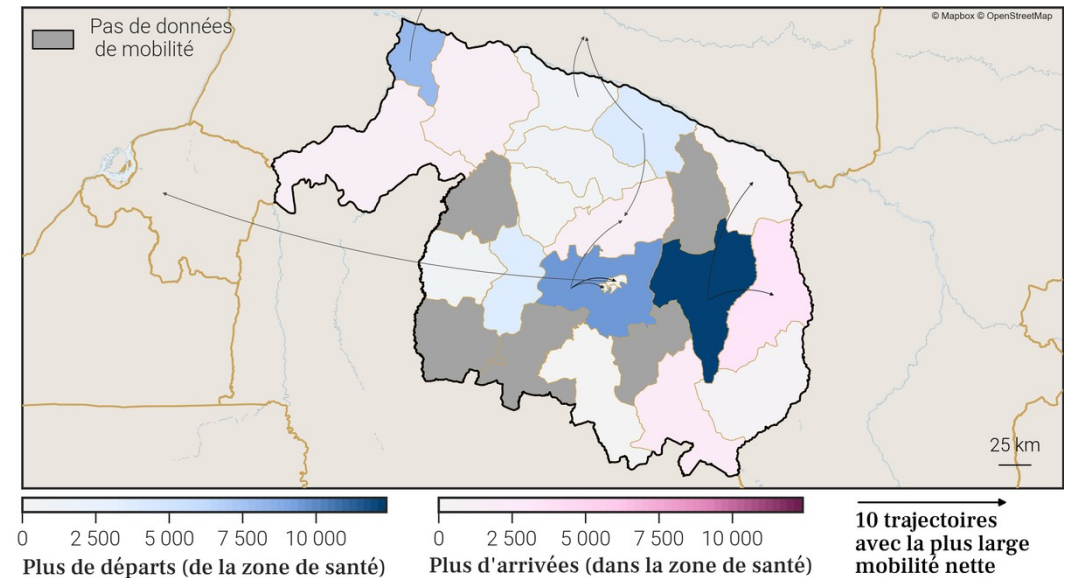 Pas de données
de mobilité
© Mapbox © OpenStreetMap
25 km
0 2 500 5 000 7 500 10 000
Plus de départs (de la zone de santé)
0 2 500 5 000 7 500 10 000
Plus d'arrivées (dans la zone de santé)
10 trajectoires
avec la plus large
mobilité nette